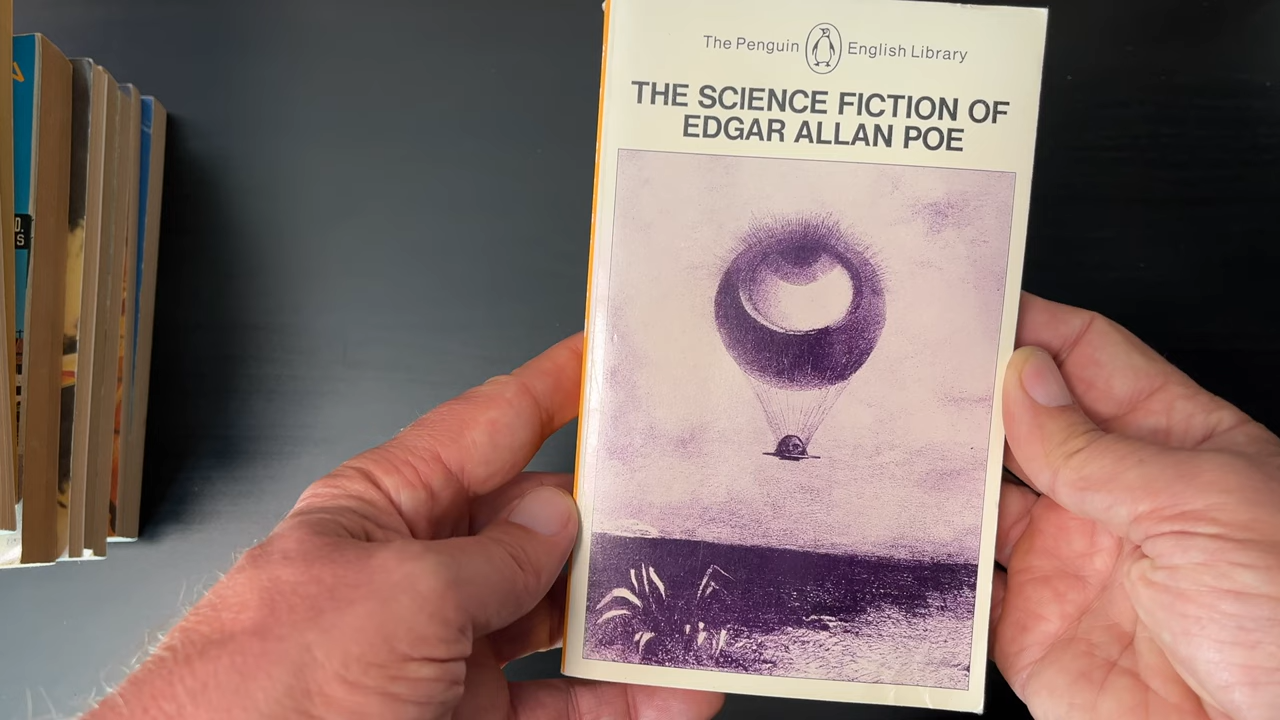 The Penguin English Library
THE SCIENCE FICTION OF
EDGAR ALLAN POE